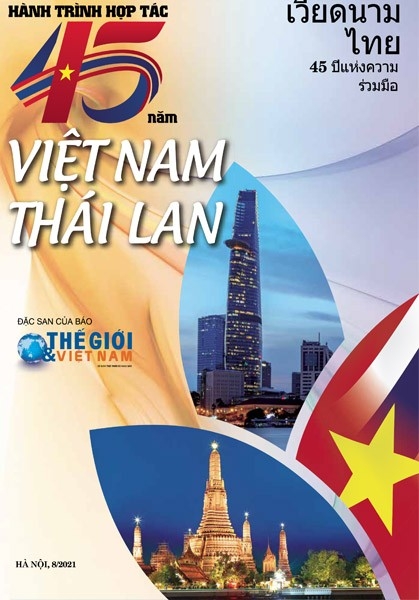 HÀNH TRÌNH HỢP TÁC
45
năm
เวียดนาม
ไทย
45 ปีแห่งความ
ร่วมมือ
VIỆT NAM
THÁI LAN
ĐẶC SAN CỦA BÁO
THẾ GIỚI
&VIỆT NAM
HÀ NỘI, 8/2021